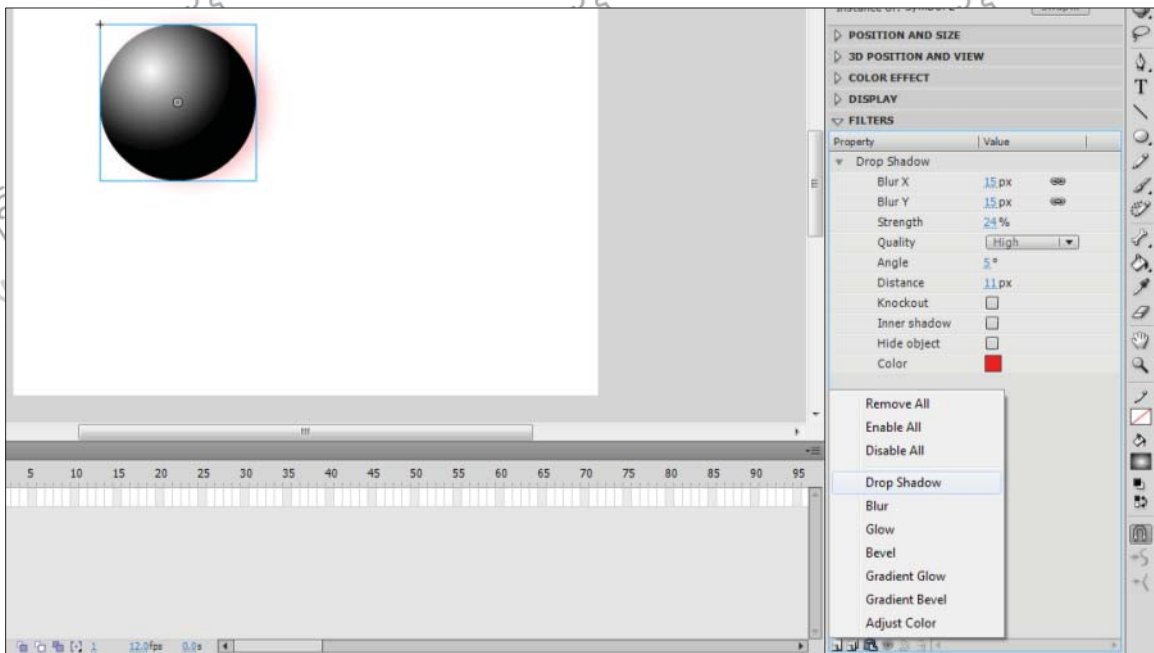 POSITION AND SIZE
3D POSITION AND VIEW
COLOR EFFECT
DISPLAY
FILTERS
Property Value
Drop Shadow
Blur X 15 px
Blur Y 15 px
Strength 24 %
Quality High
Angle 5°
Distance 11 px
Knockout
Inner shadow
Hide object
Color
Remove All
Enable All
Disable All
Drop Shadow
Blur
Glow
Bevel
Gradient Glow
Gradient Bevel
Adjust Color
T
5 10 15 20 25 30 35 40 45 50 55 60 65 70 75 80 85 90 95
1 12.0fps 0.0s